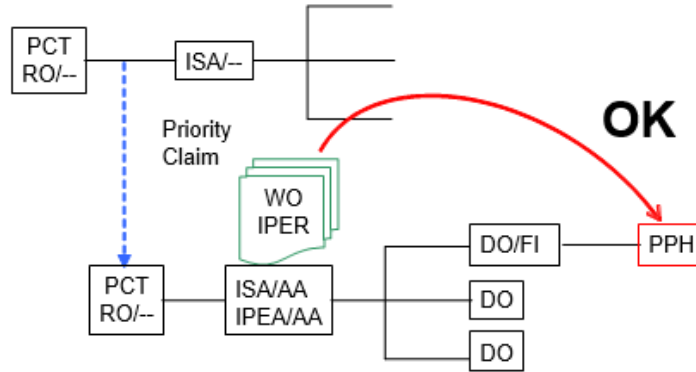 PCT
RO/--
ISA/--
OK
Priority
Claim
WO
IPER
DO/FI
PPH
PCT
RO/--
ISA/AA
IPEA/AA
DO
DO